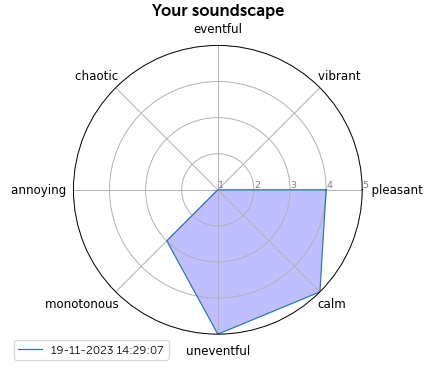 Your soundscape
eventful
chaotic
vibrant
annoying
1
2
3
4
5
pleasant
monotonous
calm
uneventful
19-11-2023 14:29:07